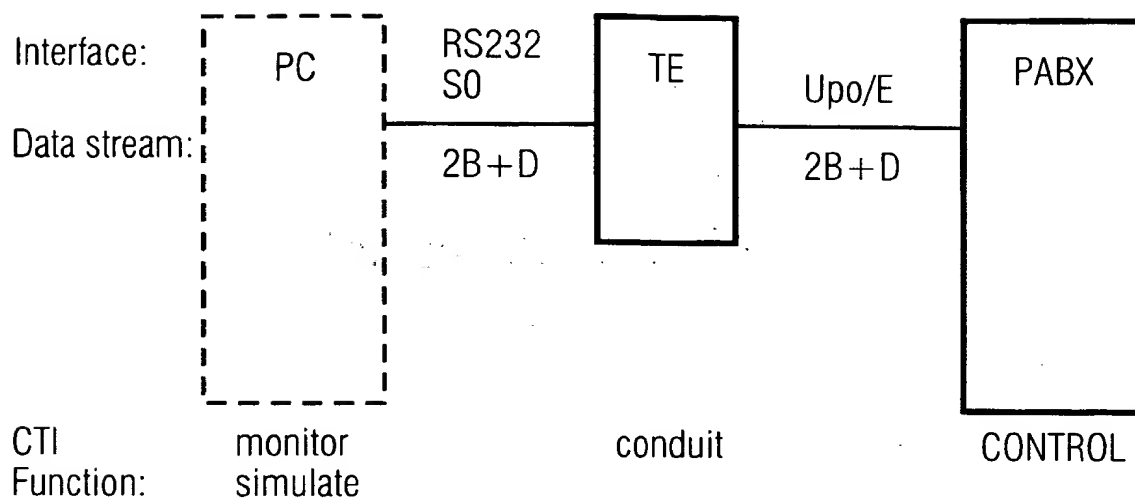 Interface:
PC
RS232
S0
TE
Upo/E
PABX
Data stream:
2B+D
2B+D
CTI
Function:
monitor
simulate
conduit
CONTROL